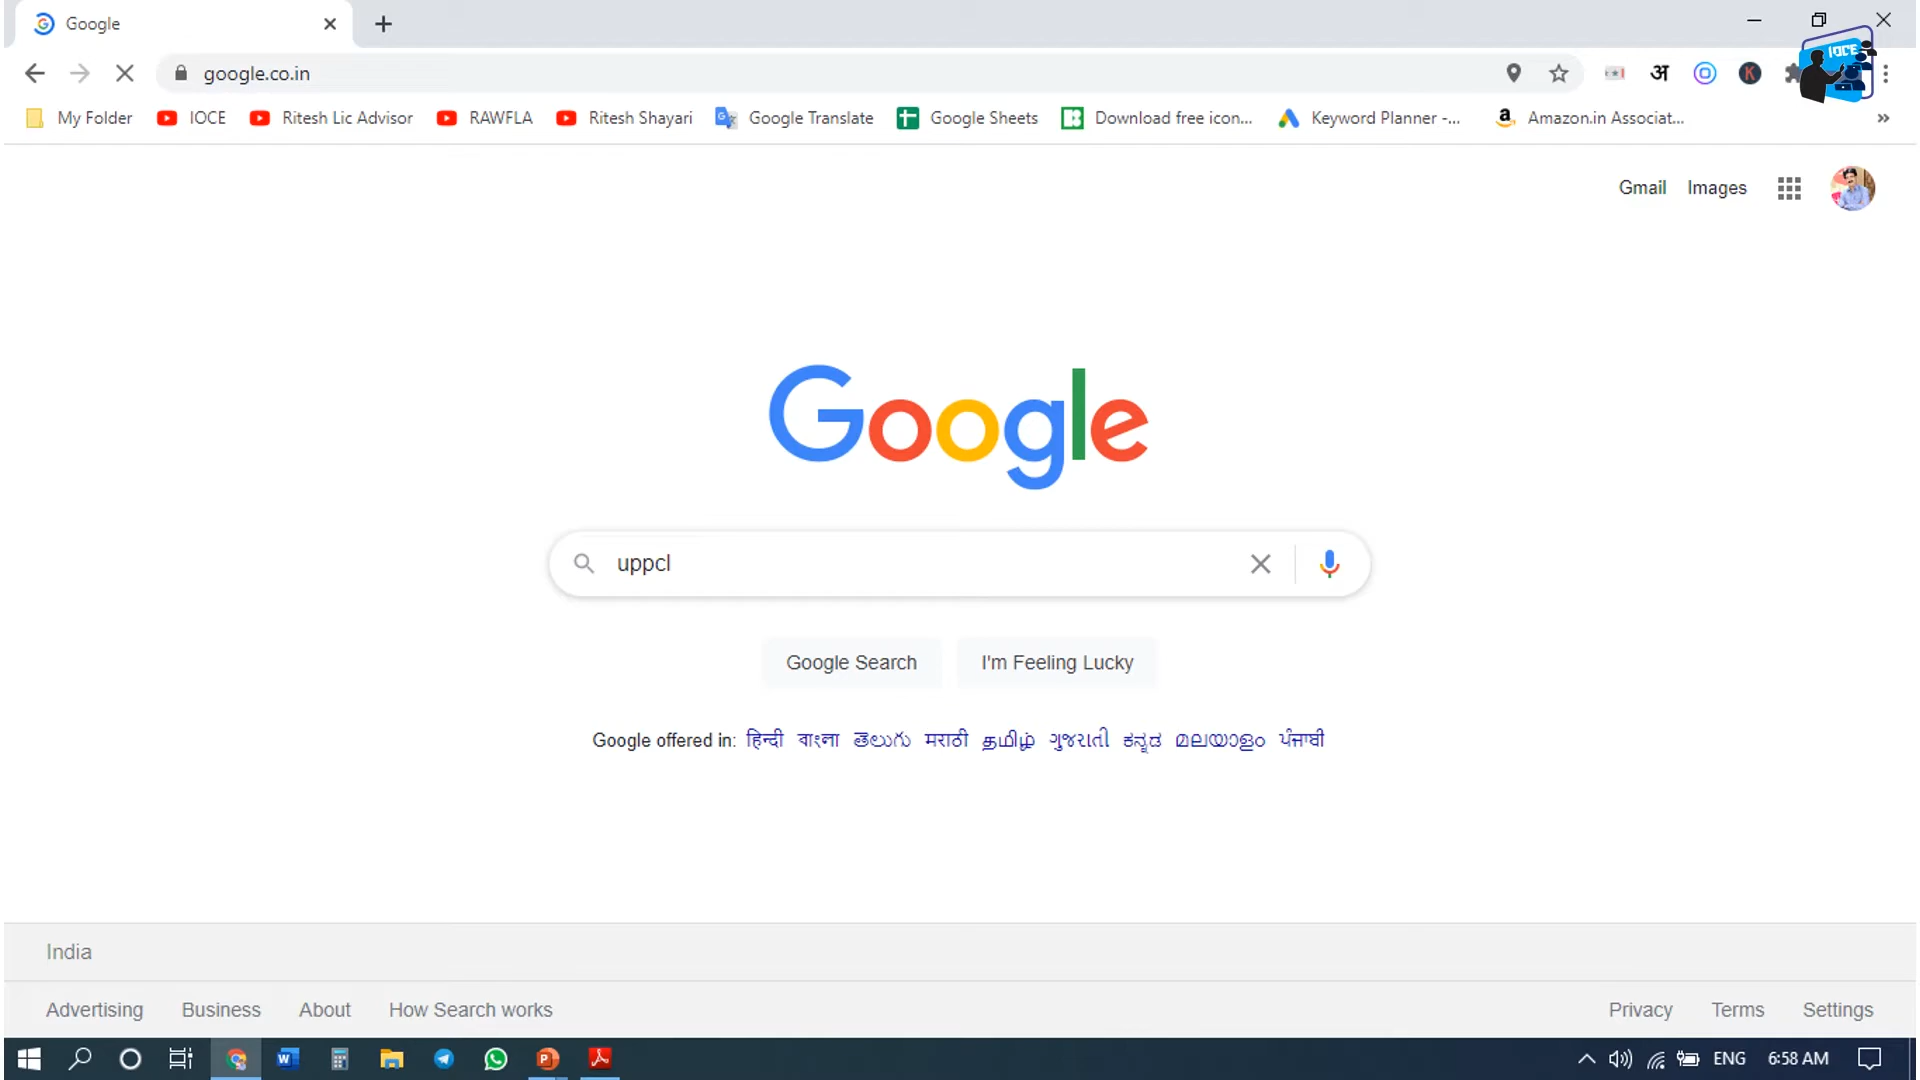 Google
google.co.in
My Folder IOCE Ritesh Lic Advisor RAWFLA Ritesh Shayari Google Translate Google Sheets Download free icon... Keyword Planner -... Amazon.in Associat... »
IOCE
अ K
Gmail Images
Google
uppcl
Google Search I'm Feeling Lucky
Google offered in: हिन्दी বাংলা తెలుగు मराठी தமிழ் ગુજરાતી ಕನ್ನಡ മലയാളം ਪੰਜਾਬੀ
India
Advertising Business About How Search works Privacy Terms Settings
ENG 6:58 AM